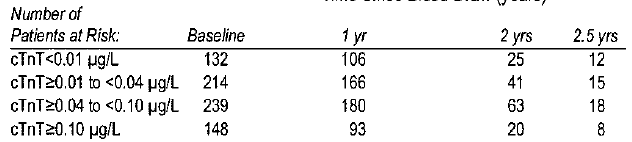 Time Since Blood Draw (years)
Number of
Patients at Risk: Baseline 1 yr 2 yrs 2.5 yrs
cTnT<0.01 µg/L 132 106 25 12
cTnT≥0.01 to <0.04 µg/L 214 166 41 15
cTnT≥0.04 to <0.10 µg/L 239 180 63 18
cTnT≥0.10 µg/L 148 93 20 8